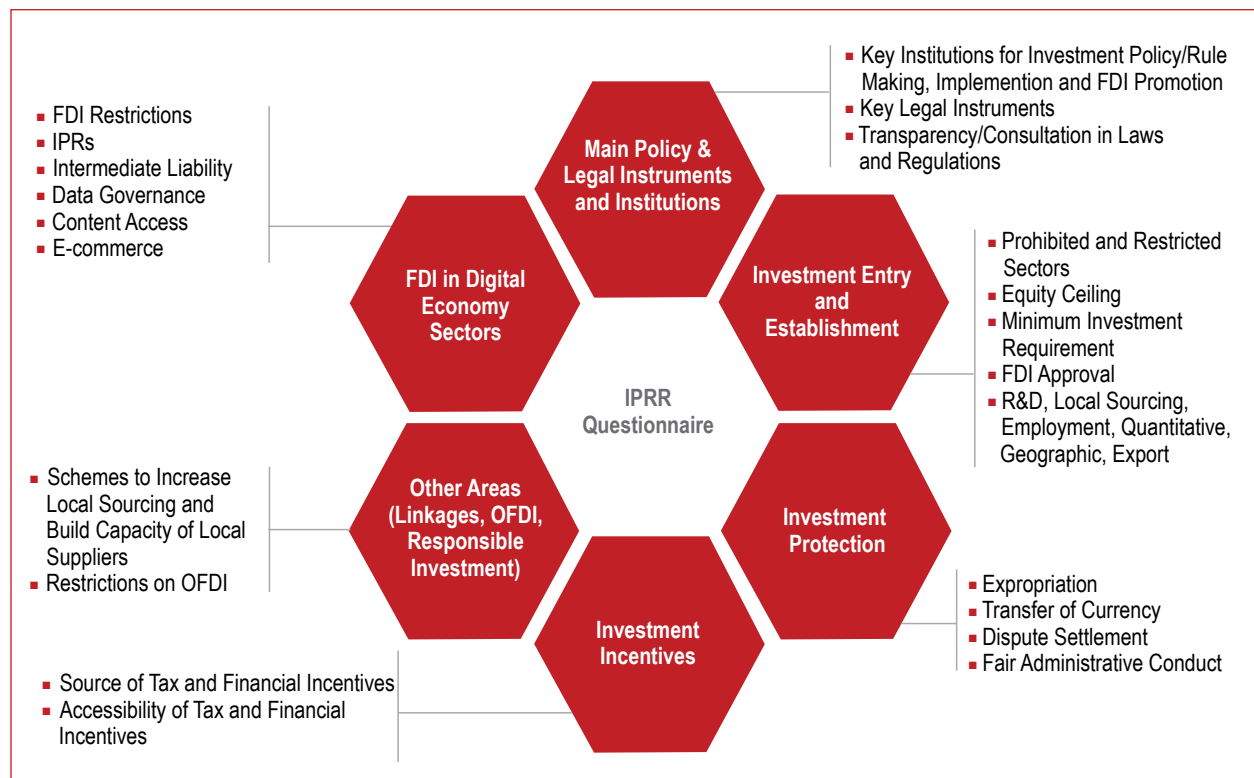 ▪ Key Institutions for Investment Policy/Rule
Making, Implemention and FDI Promotion
▪ Key Legal Instruments
▪ Transparency/Consultation in Laws
and Regulations
Main Policy &
Legal Instruments
and Institutions
▪ FDI Restrictions
▪ IPRs
▪ Intermediate Liability
▪ Data Governance
▪ Content Access
▪ E-commerce
FDI in Digital
Economy
Sectors
Investment Entry
and
Establishment
▪ Prohibited and Restricted
Sectors
▪ Equity Ceiling
▪ Minimum Investment
Requirement
▪ FDI Approval
▪ R&D, Local Sourcing,
Employment, Quantitative,
Geographic, Export
IPRR
Questionnaire
▪ Schemes to Increase
Local Sourcing and
Build Capacity of Local
Suppliers
▪ Restrictions on OFDI
Other Areas
(Linkages, OFDI,
Responsible
Investment)
Investment
Protection
▪ Expropriation
▪ Transfer of Currency
▪ Dispute Settlement
▪ Fair Administrative Conduct
Investment
Incentives
▪ Source of Tax and Financial Incentives
▪ Accessibility of Tax and Financial
Incentives